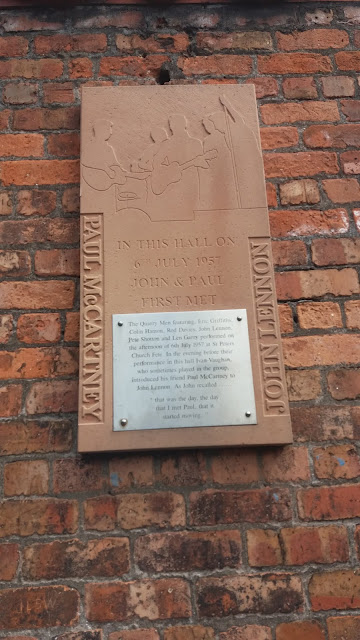 PAUL McCARTNEY
IN THIS HALL ON
6TH JULY 1957
JOHN & PAUL
FIRST MET
JOHN LENNON
The Quarry Men featuring, Eric Griffiths,
Colin Hanton, Rod Davies, John Lennon,
Pete Shotton and Len Garry performed on
the afternoon of 6th July 1957 at St Peters
Church Fete. In the evening before their
performance in this hall Ivan Vaughan,
who sometimes played in the group,
introduced his friend Paul McCartney to
John Lennon. As John recalled ....
" that was the day, the day
that I met Paul, that it
started moving. "